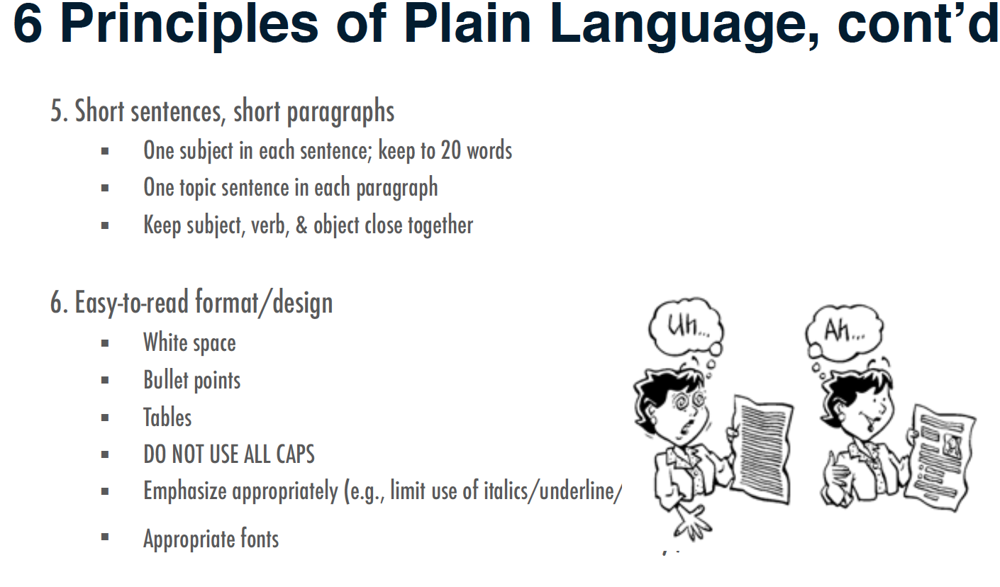 6 Principles of Plain Language, cont’d
5. Short sentences, short paragraphs
▪ One subject in each sentence; keep to 20 words
▪ One topic sentence in each paragraph
▪ Keep subject, verb, & object close together
6. Easy-to-read format/design
▪ White space
▪ Bullet points
▪ Tables
▪ DO NOT USE ALL CAPS
▪ Emphasize appropriately (e.g., limit use of italics/underline/
▪ Appropriate fonts
Uh...
Ah...